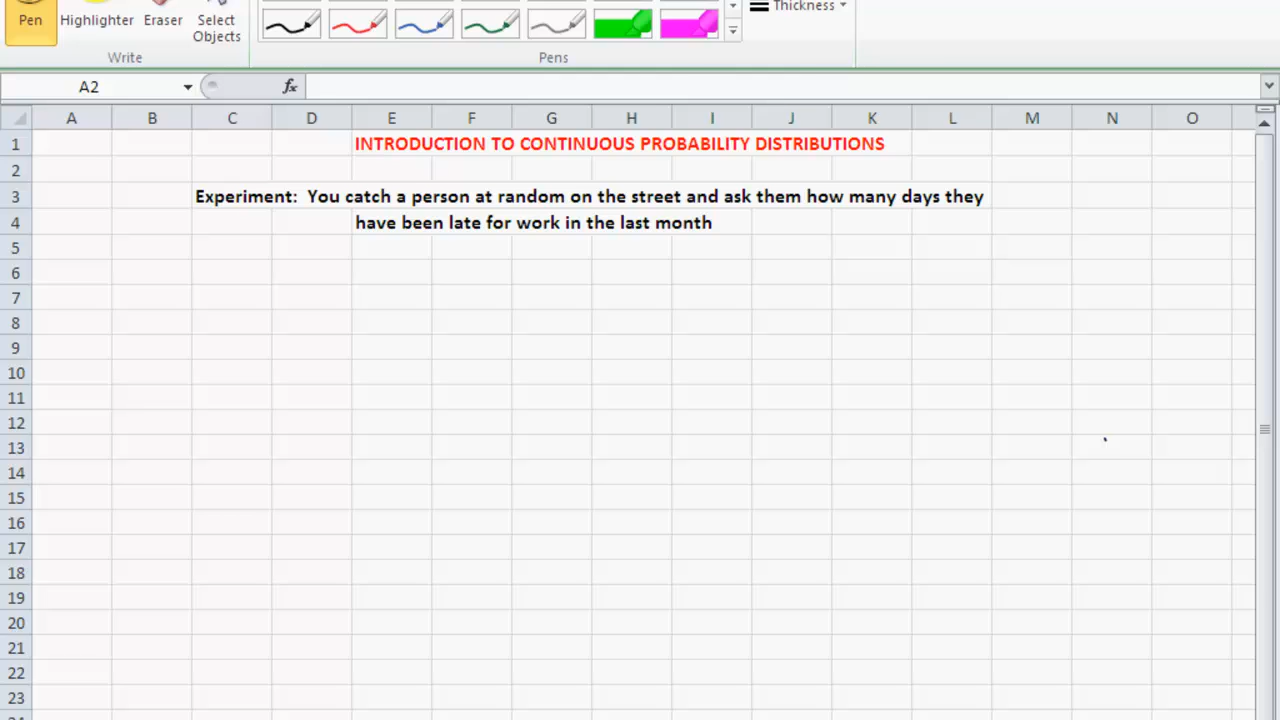 Pen Highlighter Eraser Select Objects
Thickness
Write Pens
A2 fx
A B C D E F G H I J K L M N O
1 INTRODUCTION TO CONTINUOUS PROBABILITY DISTRIBUTIONS
2
3 Experiment: You catch a person at random on the street and ask them how many days they
4 have been late for work in the last month
5
6
7
8
9
10
11
12
13
14
15
16
17
18
19
20
21
22
23